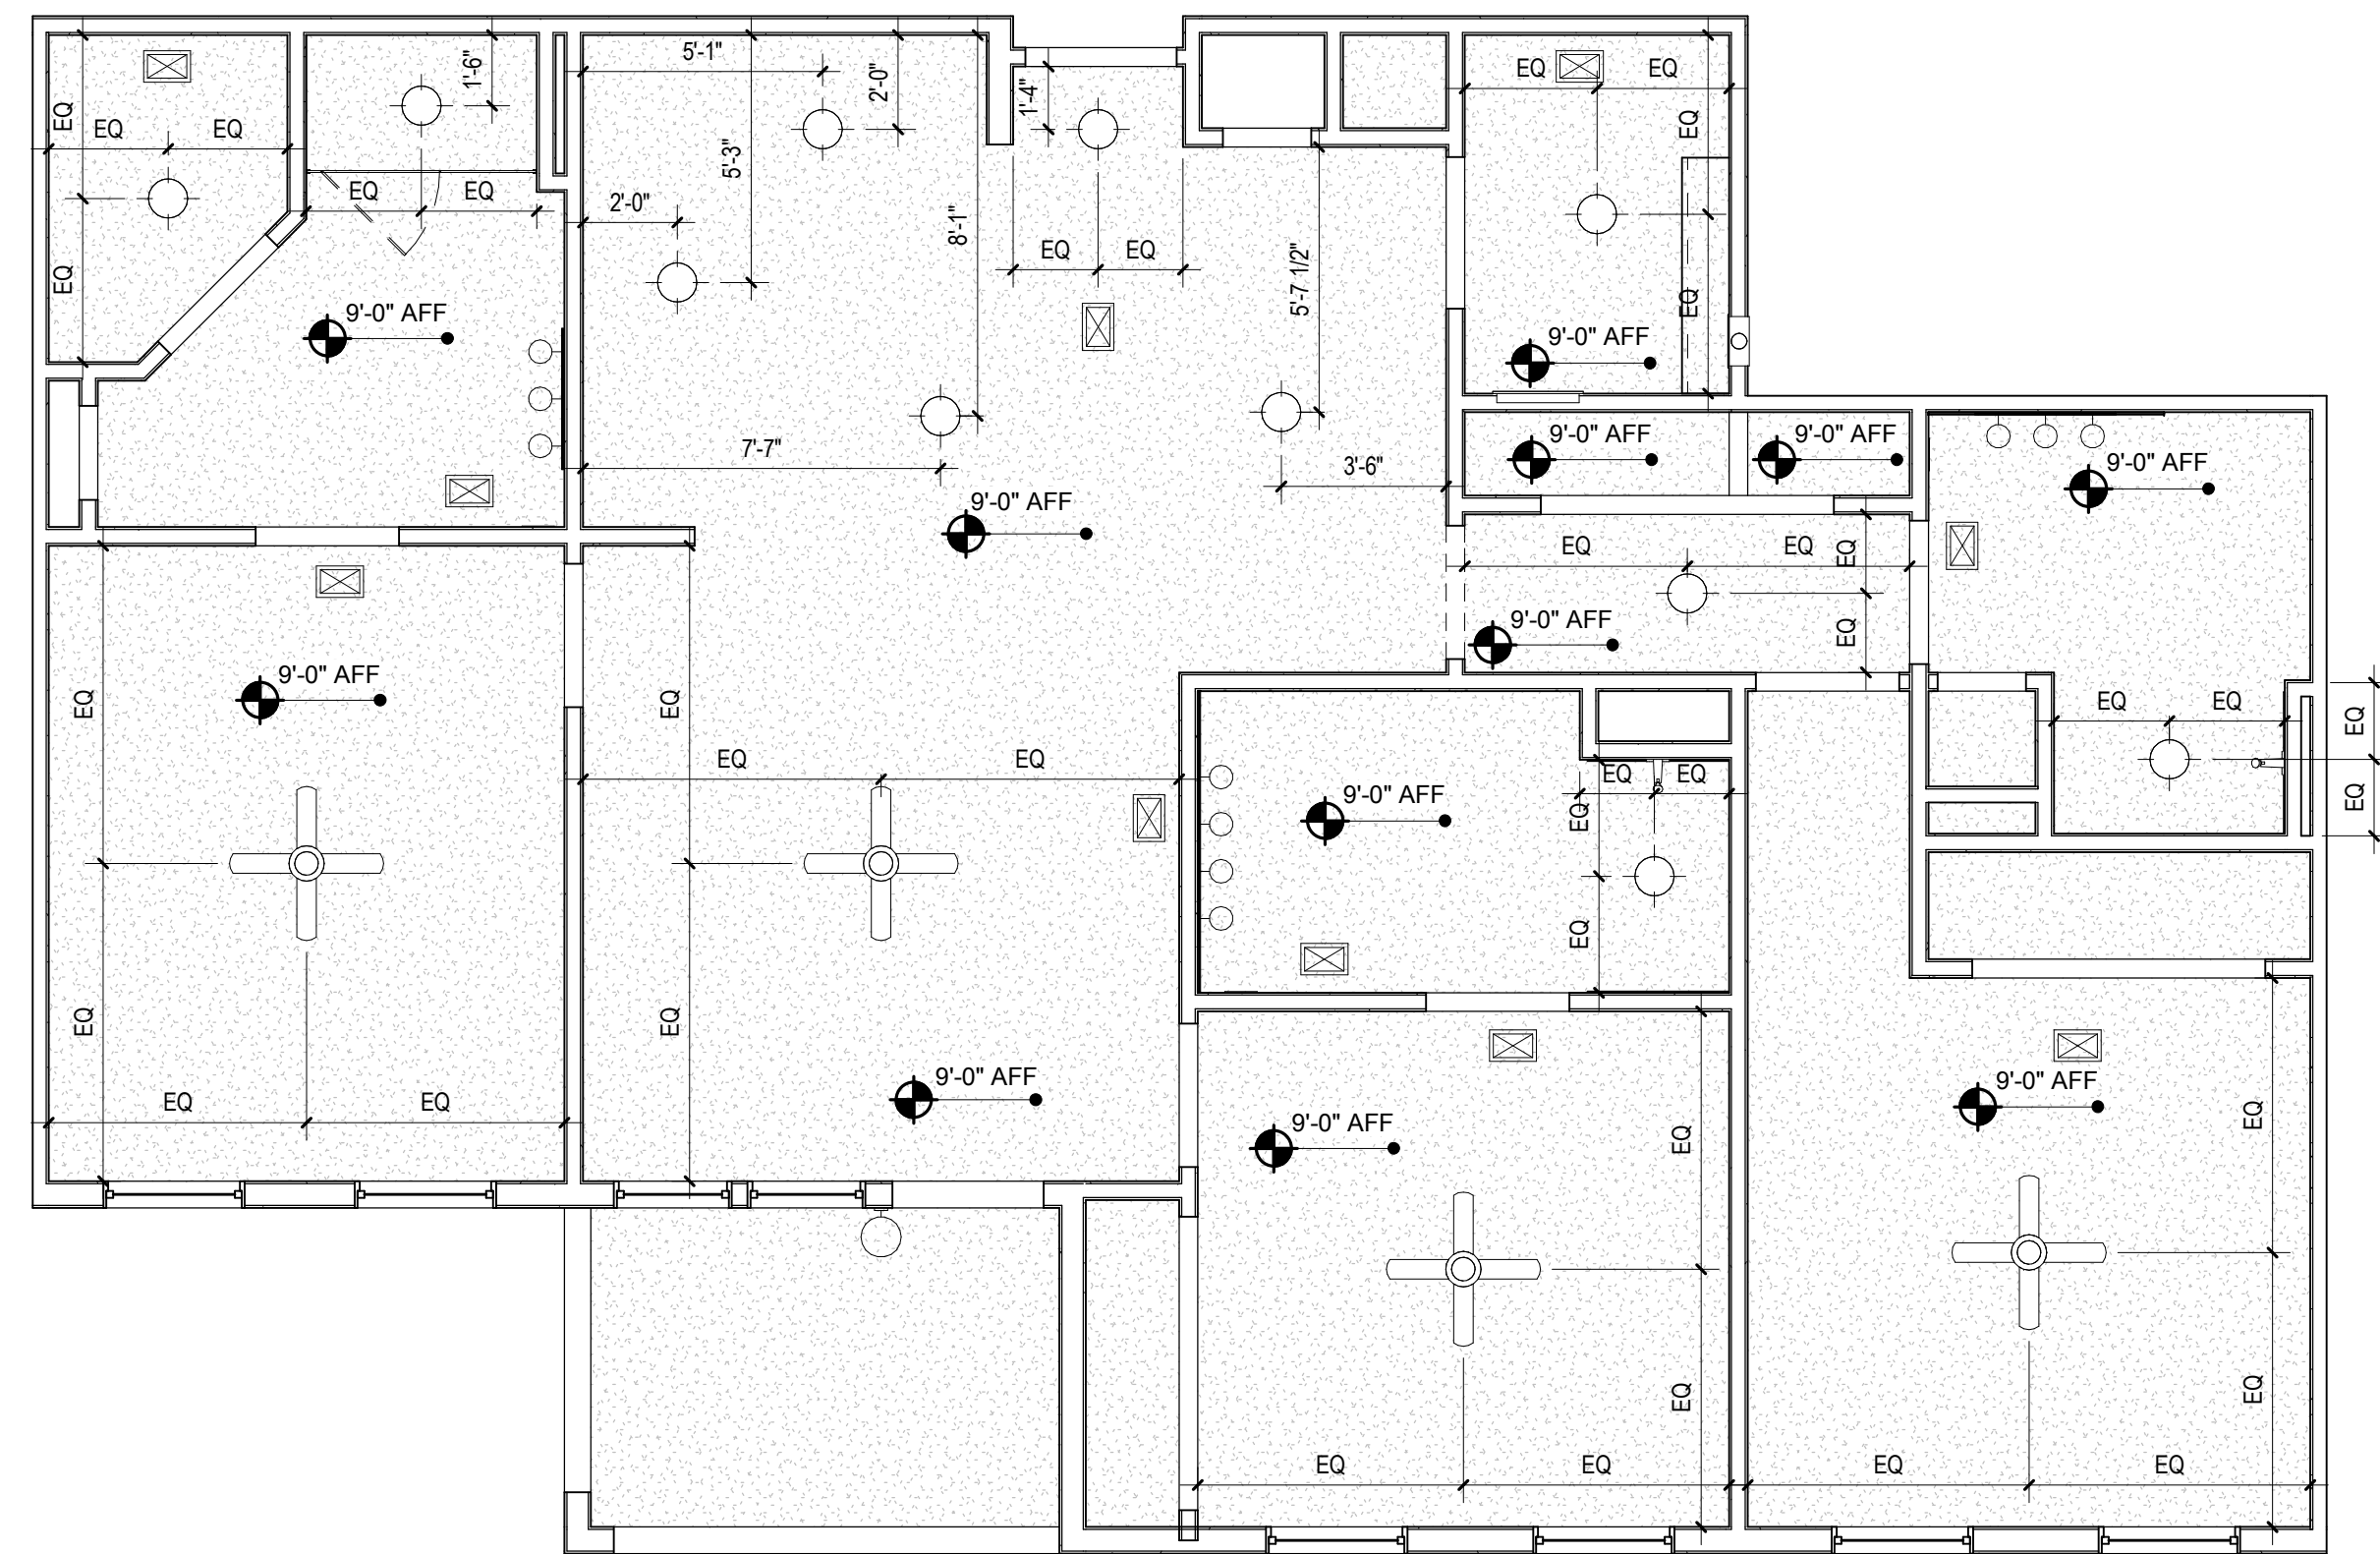 5'-1"
1'-6"
2'-0"
1'-4"
EQ
EQ
EQ
EQ
EQ
EQ
5'-3"
EQ
EQ
2'-0"
8'-1"
EQ
EQ
5'-7 1/2"
EQ
EQ
9'-0" AFF
9'-0" AFF
7'-7"
9'-0" AFF
9'-0" AFF
9'-0" AFF
3'-6"
9'-0" AFF
EQ
EQ
EQ
9'-0" AFF
EQ
9'-0" AFF
EQ
EQ
EQ
EQ
EQ
EQ
EQ
EQ
EQ
EQ
9'-0" AFF
EQ
EQ
EQ
EQ
EQ
9'-0" AFF
9'-0" AFF
EQ
EQ
9'-0" AFF
EQ
EQ
EQ
EQ
EQ
EQ
EQ
EQ